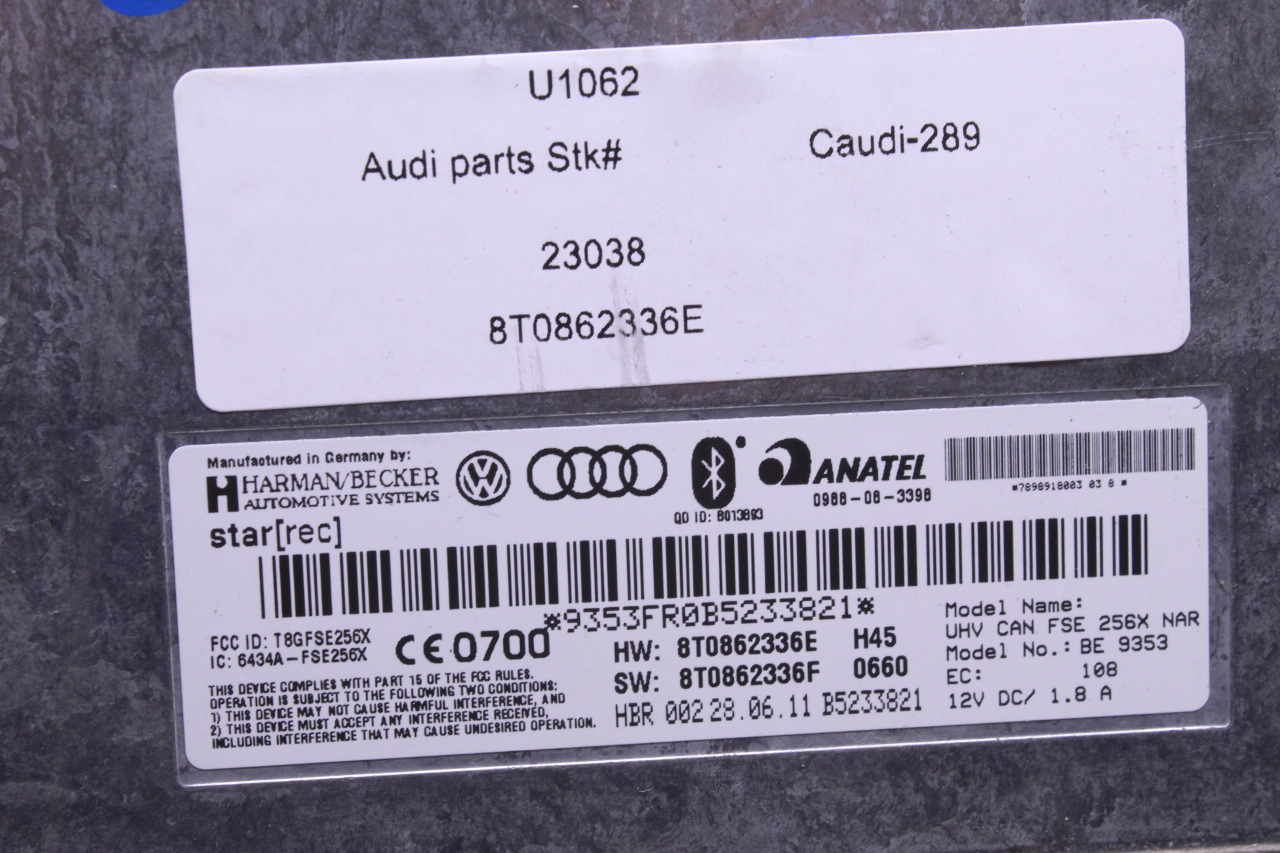 U1062
Audi parts Stk# Caudi-289
23038
8T0862336E
Manufactured in Germany by:
HARMAN/BECKER
AUTOMOTIVE SYSTEMS
star[rec]
QD ID: B013893
ANATEL
0988-08-3398
*7898918003 03 8 *
*9353FR0B5233821*
FCC ID: T8GFSE256X
IC: 6434A-FSE256X
CE 0700
THIS DEVICE COMPLIES WITH PART 15 OF THE FCC RULES.
OPERATION IS SUBJECT TO THE FOLLOWING TWO CONDITIONS:
1) THIS DEVICE MAY NOT CAUSE HARMFUL INTERFERENCE, AND
2) THIS DEVICE MUST ACCEPT ANY INTERFERENCE RECEIVED,
INCLUDING INTERFERENCE THAT MAY CAUSE UNDESIRED OPERATION.
HW: 8T0862336E H45
SW: 8T0862336F 0660
HBR 002 28.06.11 B5233821
Model Name:
UHV CAN FSE 256X NAR
Model No.: BE 9353
EC: 108
12V DC/ 1.8 A